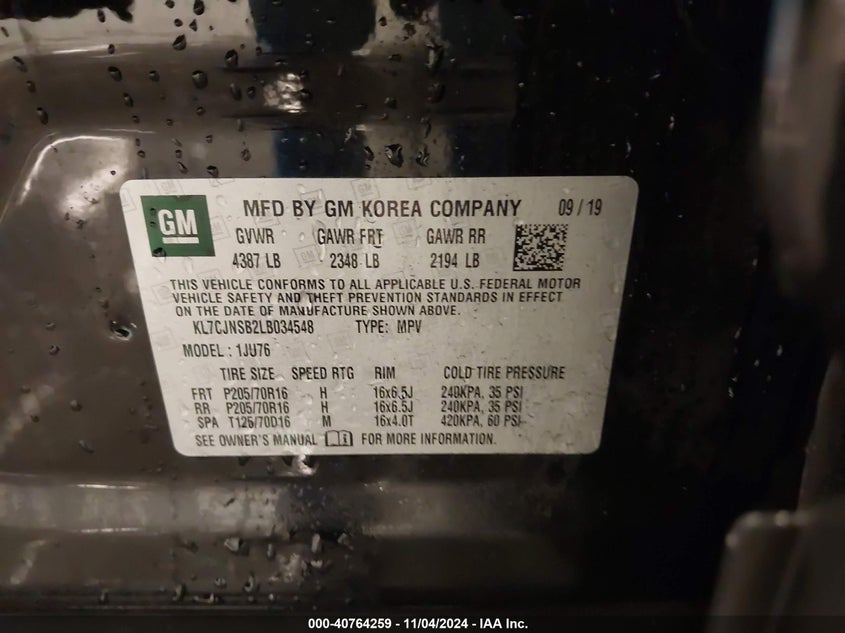 GM
MFD BY GM KOREA COMPANY 09 / 19
GVWR GAWR FRT GAWR RR
4387 LB 2348 LB 2194 LB
THIS VEHICLE CONFORMS TO ALL APPLICABLE U.S. FEDERAL MOTOR
VEHICLE SAFETY AND THEFT PREVENTION STANDARDS IN EFFECT
ON THE DATE OF MANUFACTURE SHOWN ABOVE.
KL7CJNSB2LB034548 TYPE: MPV
MODEL : 1JU76
TIRE SIZE SPEED RTG RIM COLD TIRE PRESSURE
FRT P205/70R16 H 16x6.5J 240KPA, 35 PSI
RR P205/70R16 H 16x6.5J 240KPA, 35 PSI
SPA T125/70D16 M 16x4.0T 420KPA, 60 PSI
SEE OWNER'S MANUAL FOR MORE INFORMATION.
000-40764259 - 11/04/2024 - IAA Inc.